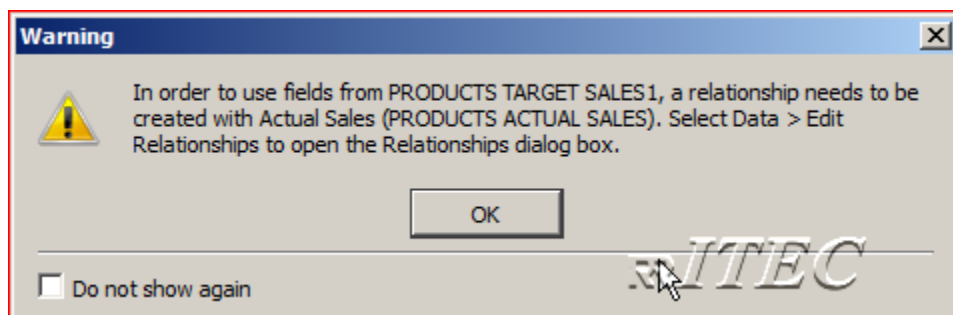 Warning
In order to use fields from PRODUCTS TARGET SALES1, a relationship needs to be
created with Actual Sales (PRODUCTS ACTUAL SALES). Select Data > Edit
Relationships to open the Relationships dialog box.
OK
ITEC
Do not show again